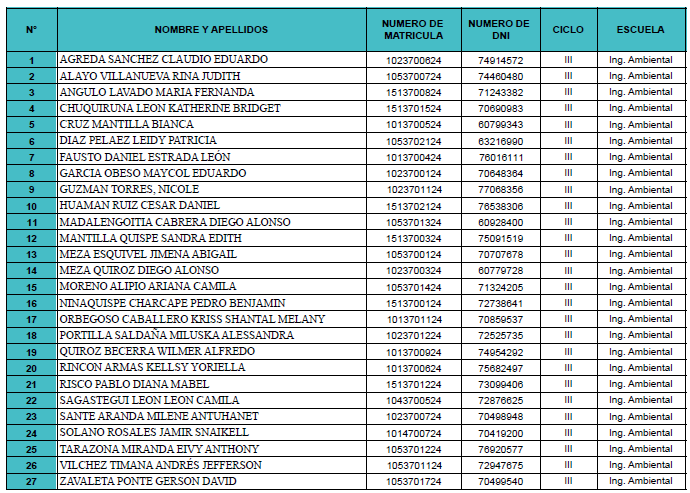 N° NOMBRE Y APELLIDOS NUMERO DE MATRICULA NUMERO DE DNI CICLO ESCUELA
1 AGREDA SANCHEZ CLAUDIO EDUARDO 1023700624 74914572 III Ing. Ambiental
2 ALAYO VILLANUEVA RINA JUDITH 1053700724 74460480 III Ing. Ambiental
3 ANGULO LAVADO MARIA FERNANDA 1513700824 71243382 III Ing. Ambiental
4 CHUQUIRUNA LEON KATHERINE BRIDGET 1513701524 70690983 III Ing. Ambiental
5 CRUZ MANTILLA BIANCA 1013700524 60799343 III Ing. Ambiental
6 DIAZ PELAEZ LEIDY PATRICIA 1053702124 63216990 III Ing. Ambiental
7 FAUSTO DANIEL ESTRADA LEÓN 1013700424 76016111 III Ing. Ambiental
8 GARCIA OBESO MAYCOL EDUARDO 1023700124 70648364 III Ing. Ambiental
9 GUZMAN TORRES, NICOLE 1023701124 77068356 III Ing. Ambiental
10 HUAMAN RUIZ CESAR DANIEL 1513702124 76538306 III Ing. Ambiental
11 MADALENGOITIA CABRERA DIEGO ALONSO 1053701324 60928400 III Ing. Ambiental
12 MANTILLA QUISPE SANDRA EDITH 1513700324 75091519 III Ing. Ambiental
13 MEZA ESQUIVEL JIMENA ABIGAIL 1053700124 70707678 III Ing. Ambiental
14 MEZA QUIROZ DIEGO ALONSO 1023700324 60779728 III Ing. Ambiental
15 MORENO ALIPIO ARIANA CAMILA 1053701424 71324205 III Ing. Ambiental
16 NINAQUISPE CHARCAPE PEDRO BENJAMIN 1513700124 72738641 III Ing. Ambiental
17 ORBEGOSO CABALLERO KRISS SHANTAL MELANY 1013701124 70859537 III Ing. Ambiental
18 PORTILLA SALDAÑA MILUSKA ALESSANDRA 1023701224 72525735 III Ing. Ambiental
19 QUIROZ BECERRA WILMER ALFREDO 1013700924 74954292 III Ing. Ambiental
20 RINCON ARMAS KELLSY YORIELLA 1013700624 75682497 III Ing. Ambiental
21 RISCO PABLO DIANA MABEL 1513701224 73099406 III Ing. Ambiental
22 SAGASTEGUI LEON LEON CAMILA 1043700524 72876625 III Ing. Ambiental
23 SANTE ARANDA MILENE ANTUHANET 1023700724 70498948 III Ing. Ambiental
24 SOLANO ROSALES JAMIR SNAIKELL 1014700724 70419200 III Ing. Ambiental
25 TARAZONA MIRANDA EIVY ANTHONY 1053701224 76920577 III Ing. Ambiental
26 VILCHEZ TIMANA ANDRÉS JEFFERSON 1053701124 72947675 III Ing. Ambiental
27 ZAVALETA PONTE GERSON DAVID 1053701724 70499540 III Ing. Ambiental